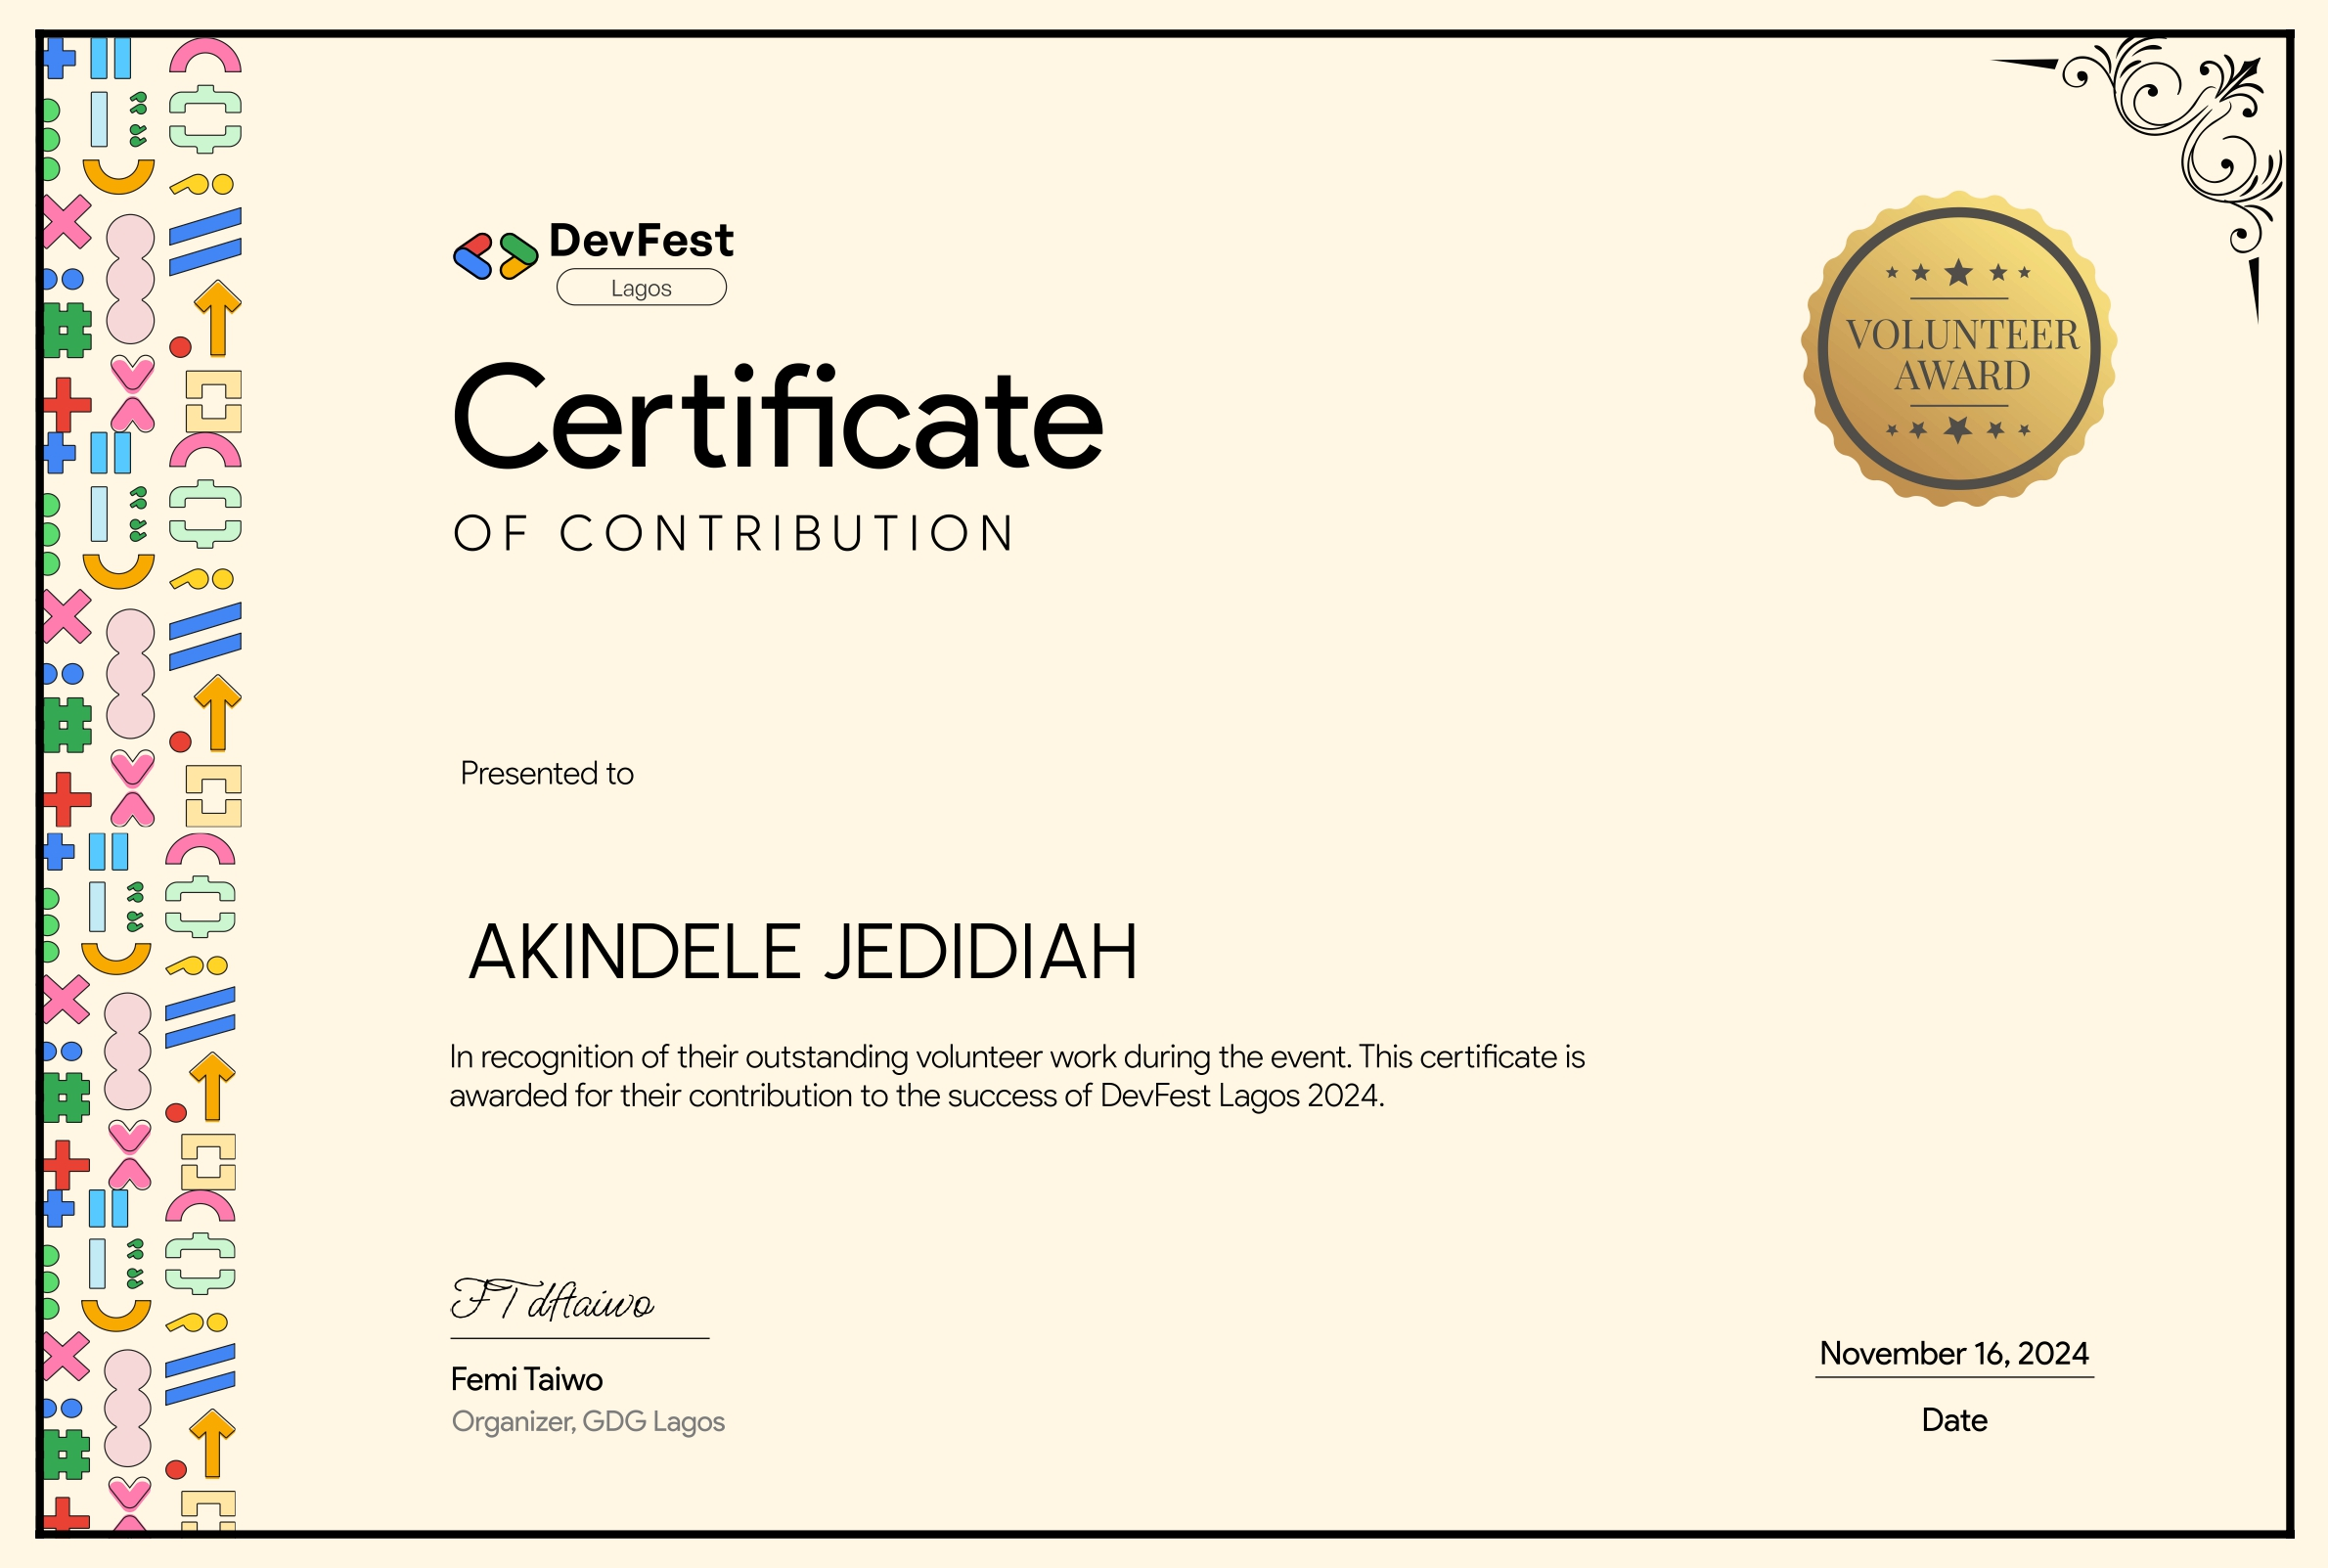 DevFest
Lagos
Certificate
OF CONTRIBUTION
VOLUNTEER
AWARD
Presented to
AKINDELE JEDIDIAH
In recognition of their outstanding volunteer work during the event. This certificate is
awarded for their contribution to the success of DevFest Lagos 2024.
FT dftaiwo
Femi Taiwo
Organizer, GDG Lagos
November 16, 2024
Date